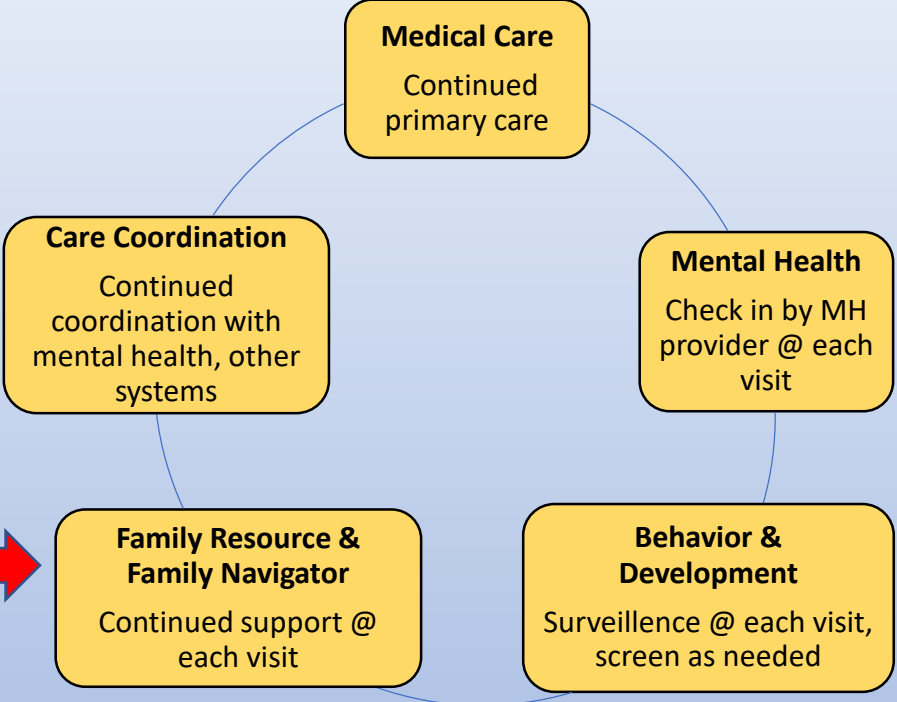 Medical Care
Continued
primary care
Care Coordination
Continued
coordination with
mental health, other
systems
Mental Health
Check in by MH
provider @ each
visit
Family Resource &
Family Navigator
Continued support @
each visit
Behavior &
Development
Surveillence @ each visit,
screen as needed